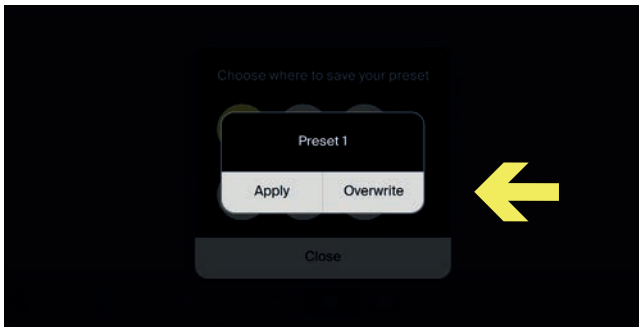 Choose where to save your preset
Preset 1
Apply Overwrite
Close